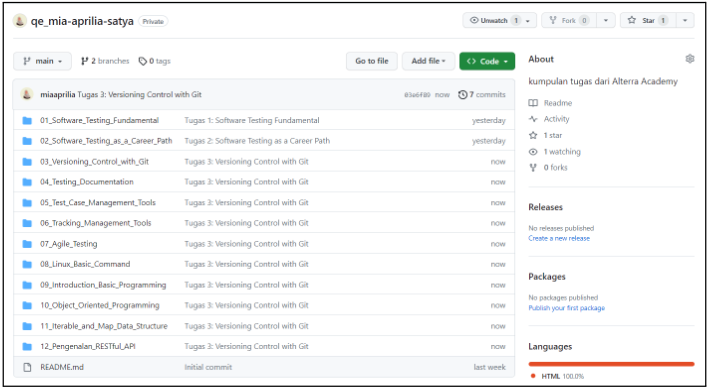 qe_mia-aprilia-satya Private
Unwatch 1 Fork 0 Star 1
main 2 branches 0 tags Go to file Add file Code
miaaprilia Tugas 3: Versioning Control with Git now 7 commits
01_Software_Testing_Fundamental Tugas 1: Software Testing Fundamental yesterday
02_Software_Testing_as_a_Career_Path Tugas 2: Software Testing as a Career Path yesterday
03_Versioning_Control_with_Git Tugas 3: Versioning Control with Git now
04_Testing_Documentation Tugas 3: Versioning Control with Git now
05_Test_Case_Management_Tools Tugas 3: Versioning Control with Git now
06_Tracking_Management_Tools Tugas 3: Versioning Control with Git now
07_Agile_Testing Tugas 3: Versioning Control with Git now
08_Linux_Basic_Command Tugas 3: Versioning Control with Git now
09_Introduction_Basic_Programming Tugas 3: Versioning Control with Git now
10_Object_Oriented_Programming Tugas 3: Versioning Control with Git now
11_Iterable_and_Map_Data_Structure Tugas 3: Versioning Control with Git now
12_Pengenalan_RESTful_API Tugas 3: Versioning Control with Git now
README.md Initial commit last week
About
kumpulan tugas dari Alterra Academy
Readme
Activity
1 star
1 watching
0 forks
Releases
No releases published
Create a new release
Packages
No packages published
Publish your first package
Languages
HTML 100.0%